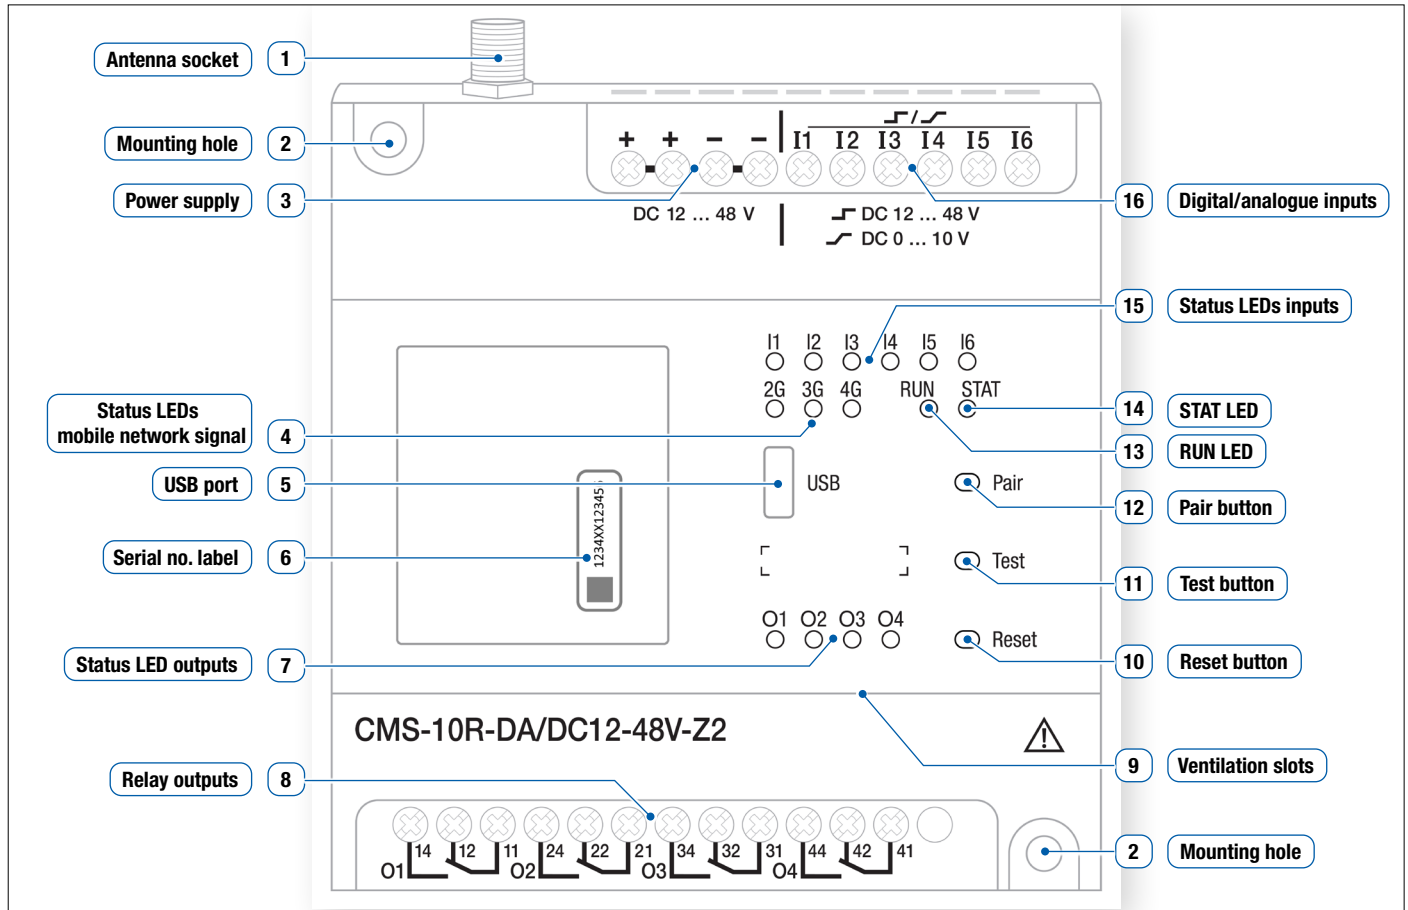 Antenna socket 1
Mounting hole 2
Power supply 3
+ + − − I1 I2 I3 I4 I5 I6
/
DC 12 ... 48 V
DC 12 ... 48 V
DC 0 ... 10 V
16 Digital/analogue inputs
15 Status LEDs inputs
I1 I2 I3 I4 I5 I6
2G 3G 4G RUN STAT
Status LEDs
mobile network signal 4
14 STAT LED
13 RUN LED
USB port 5
USB
Pair
12 Pair button
Serial no. label 6
1234XX123456
Test
11 Test button
O1 O2 O3 O4
Reset
Status LED outputs 7
10 Reset button
CMS-10R-DA/DC12-48V-Z2
Relay outputs 8
9 Ventilation slots
14 12 11 24 22 21 34 32 31 44 42 41
O1 O2 O3 O4
2 Mounting hole